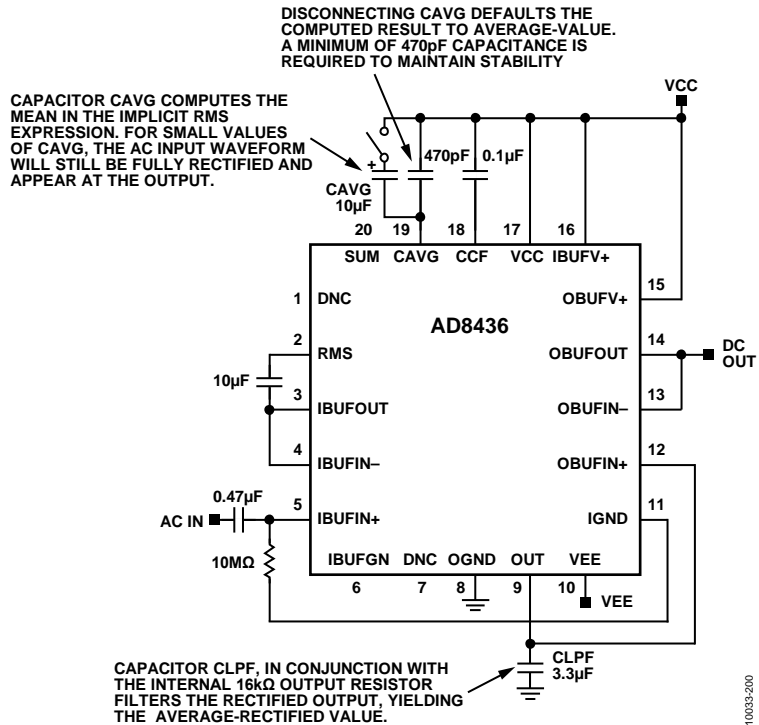 DISCONNECTING CAVG DEFAULTS THE
COMPUTED RESULT TO AVERAGE-VALUE.
A MINIMUM OF 470pF CAPACITANCE IS
REQUIRED TO MAINTAIN STABILITY
VCC
CAPACITOR CAVG COMPUTES THE
MEAN IN THE IMPLICIT RMS
EXPRESSION. FOR SMALL VALUES
OF CAVG, THE AC INPUT WAVEFORM
WILL STILL BE FULLY RECTIFIED AND
APPEAR AT THE OUTPUT.
+
470pF
0.1µF
CAVG
10µF
20 19 18 17 16
SUM CAVG CCF VCC IBUFV+
15
OBUFV+
1
DNC
AD8436
2
RMS
14
OBUFOUT
DC
OUT
10µF
3
IBUFOUT
13
OBUFIN–
4
IBUFIN–
12
OBUFIN+
0.47µF
AC IN
5
IBUFIN+
11
IGND
10MΩ
IBUFGN DNC OGND OUT VEE
6 7 8 9 10
VEE
CAPACITOR CLPF, IN CONJUNCTION WITH
THE INTERNAL 16kΩ OUTPUT RESISTOR
FILTERS THE RECTIFIED OUTPUT, YIELDING
THE AVERAGE-RECTIFIED VALUE.
CLPF
3.3µF
10033-200